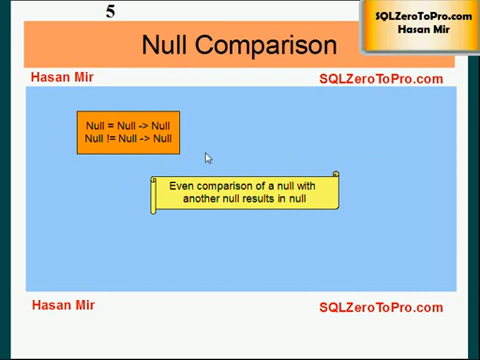 5
SQLZeroToPro.com
Hasan Mir
Null Comparison
Hasan Mir
SQLZeroToPro.com
Null = Null -> Null
Null != Null -> Null
Even comparison of a null with
another null results in null
Hasan Mir
SQLZeroToPro.com